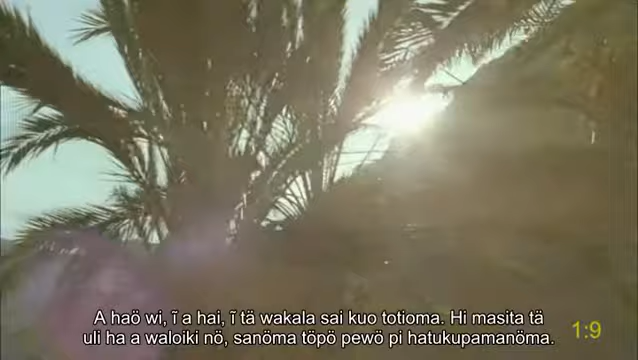 A haö wi, ĩ a hai, ĩ tä wakala sai kuo totioma. Hi masita tä
uli ha a waloiki nö, sanöma töpö pewö pi hatukupamanöma.
1:9